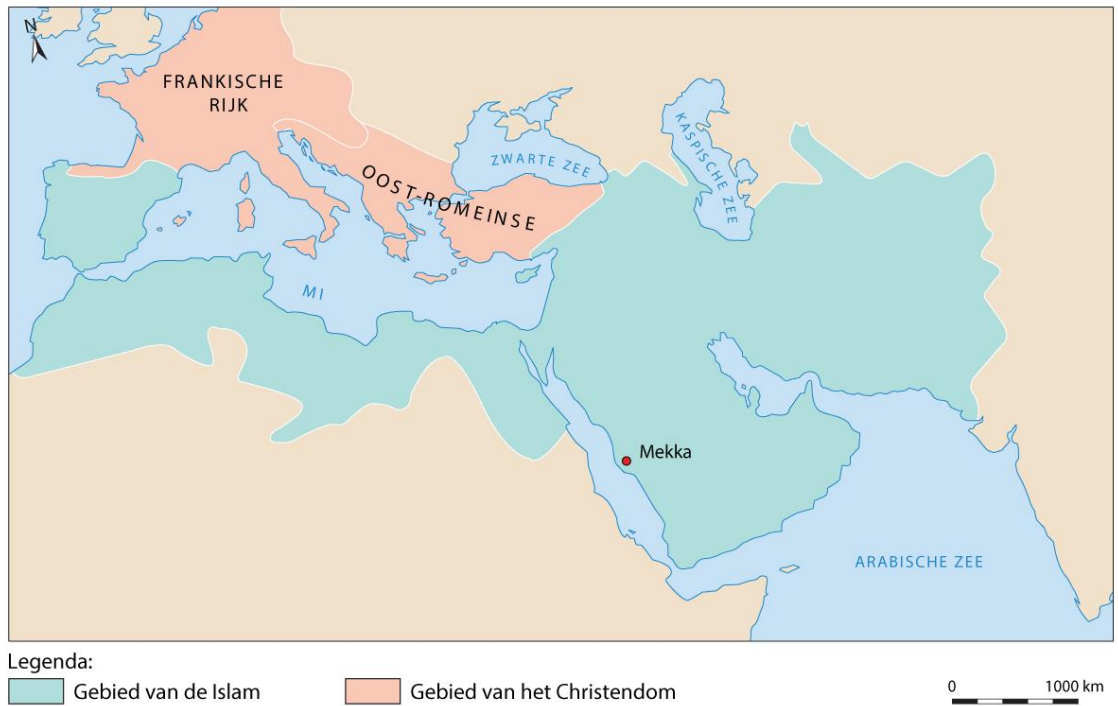 N
FRANKISCHE
RIJK
ZWARTE ZEE
KASPISCHE ZEE
OOST-ROMEINSE
MI
Mekka
ARABISCHE ZEE
Legenda:
Gebied van de Islam
Gebied van het Christendom
0 1000 km